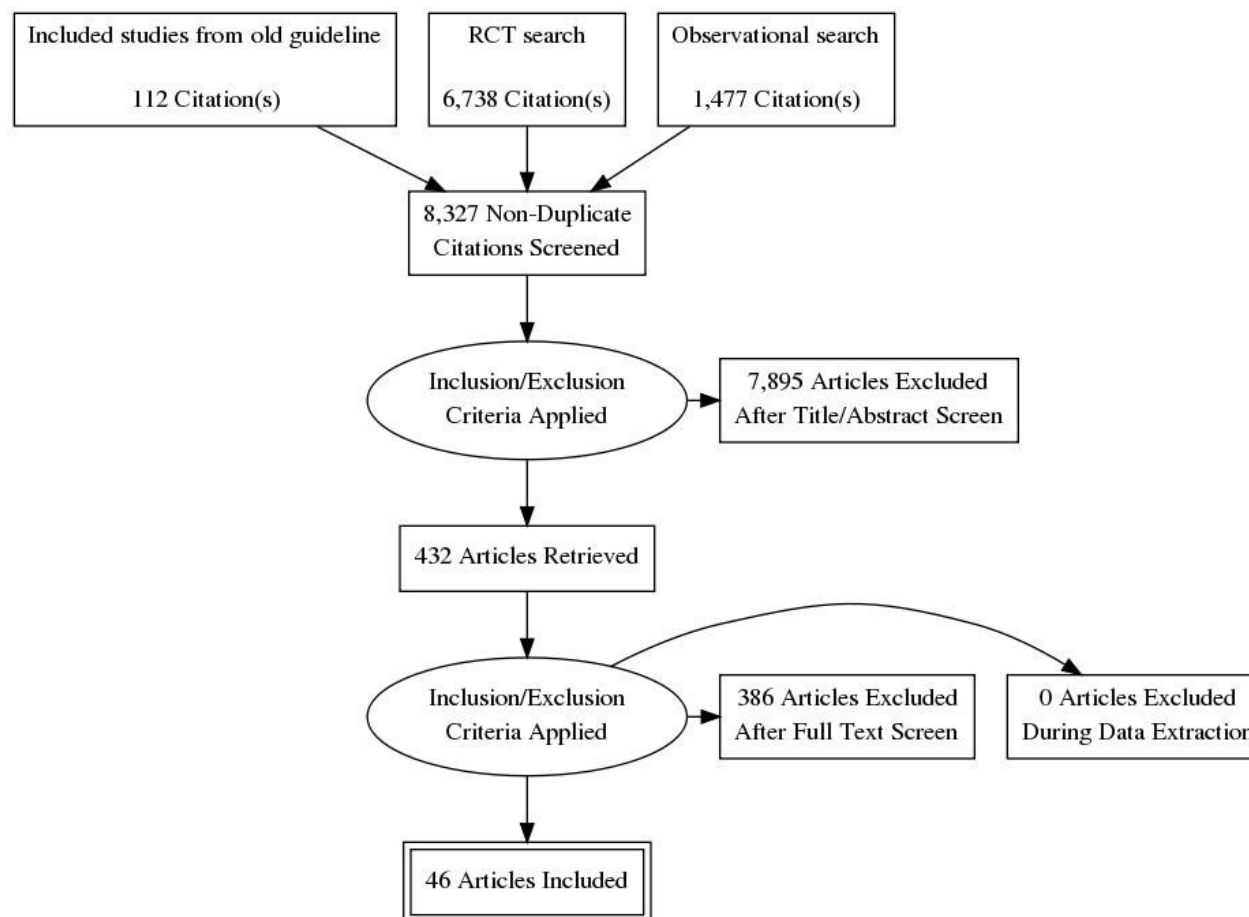 Included studies from old guideline
112 Citation(s)
RCT search
6,738 Citation(s)
Observational search
1,477 Citation(s)
8,327 Non-Duplicate
Citations Screened
Inclusion/Exclusion
Criteria Applied
7,895 Articles Excluded
After Title/Abstract Screen
432 Articles Retrieved
Inclusion/Exclusion
Criteria Applied
386 Articles Excluded
After Full Text Screen
0 Articles Excluded
During Data Extraction
46 Articles Included